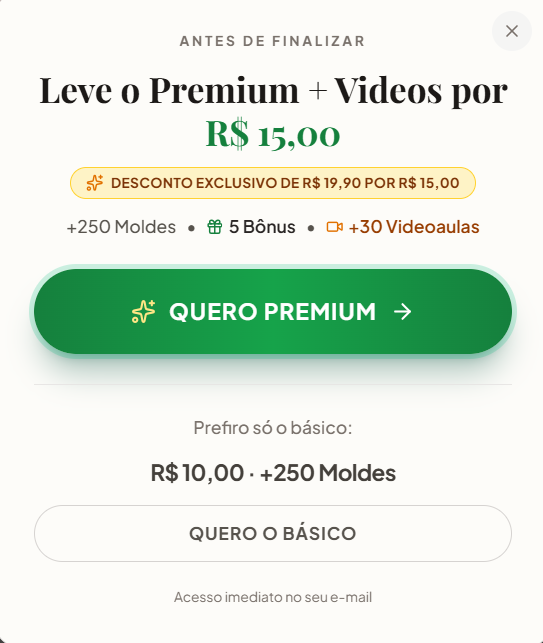 ANTES DE FINALIZAR
Leve o Premium + Videos por
R$ 15,00
DESCONTO EXCLUSIVO DE R$ 19,90 POR R$ 15,00
+250 Moldes • 5 Bônus • +30 Videoaulas
QUERO PREMIUM →
Prefiro só o básico:
R$ 10,00 · +250 Moldes
QUERO O BÁSICO
Acesso imediato no seu e-mail